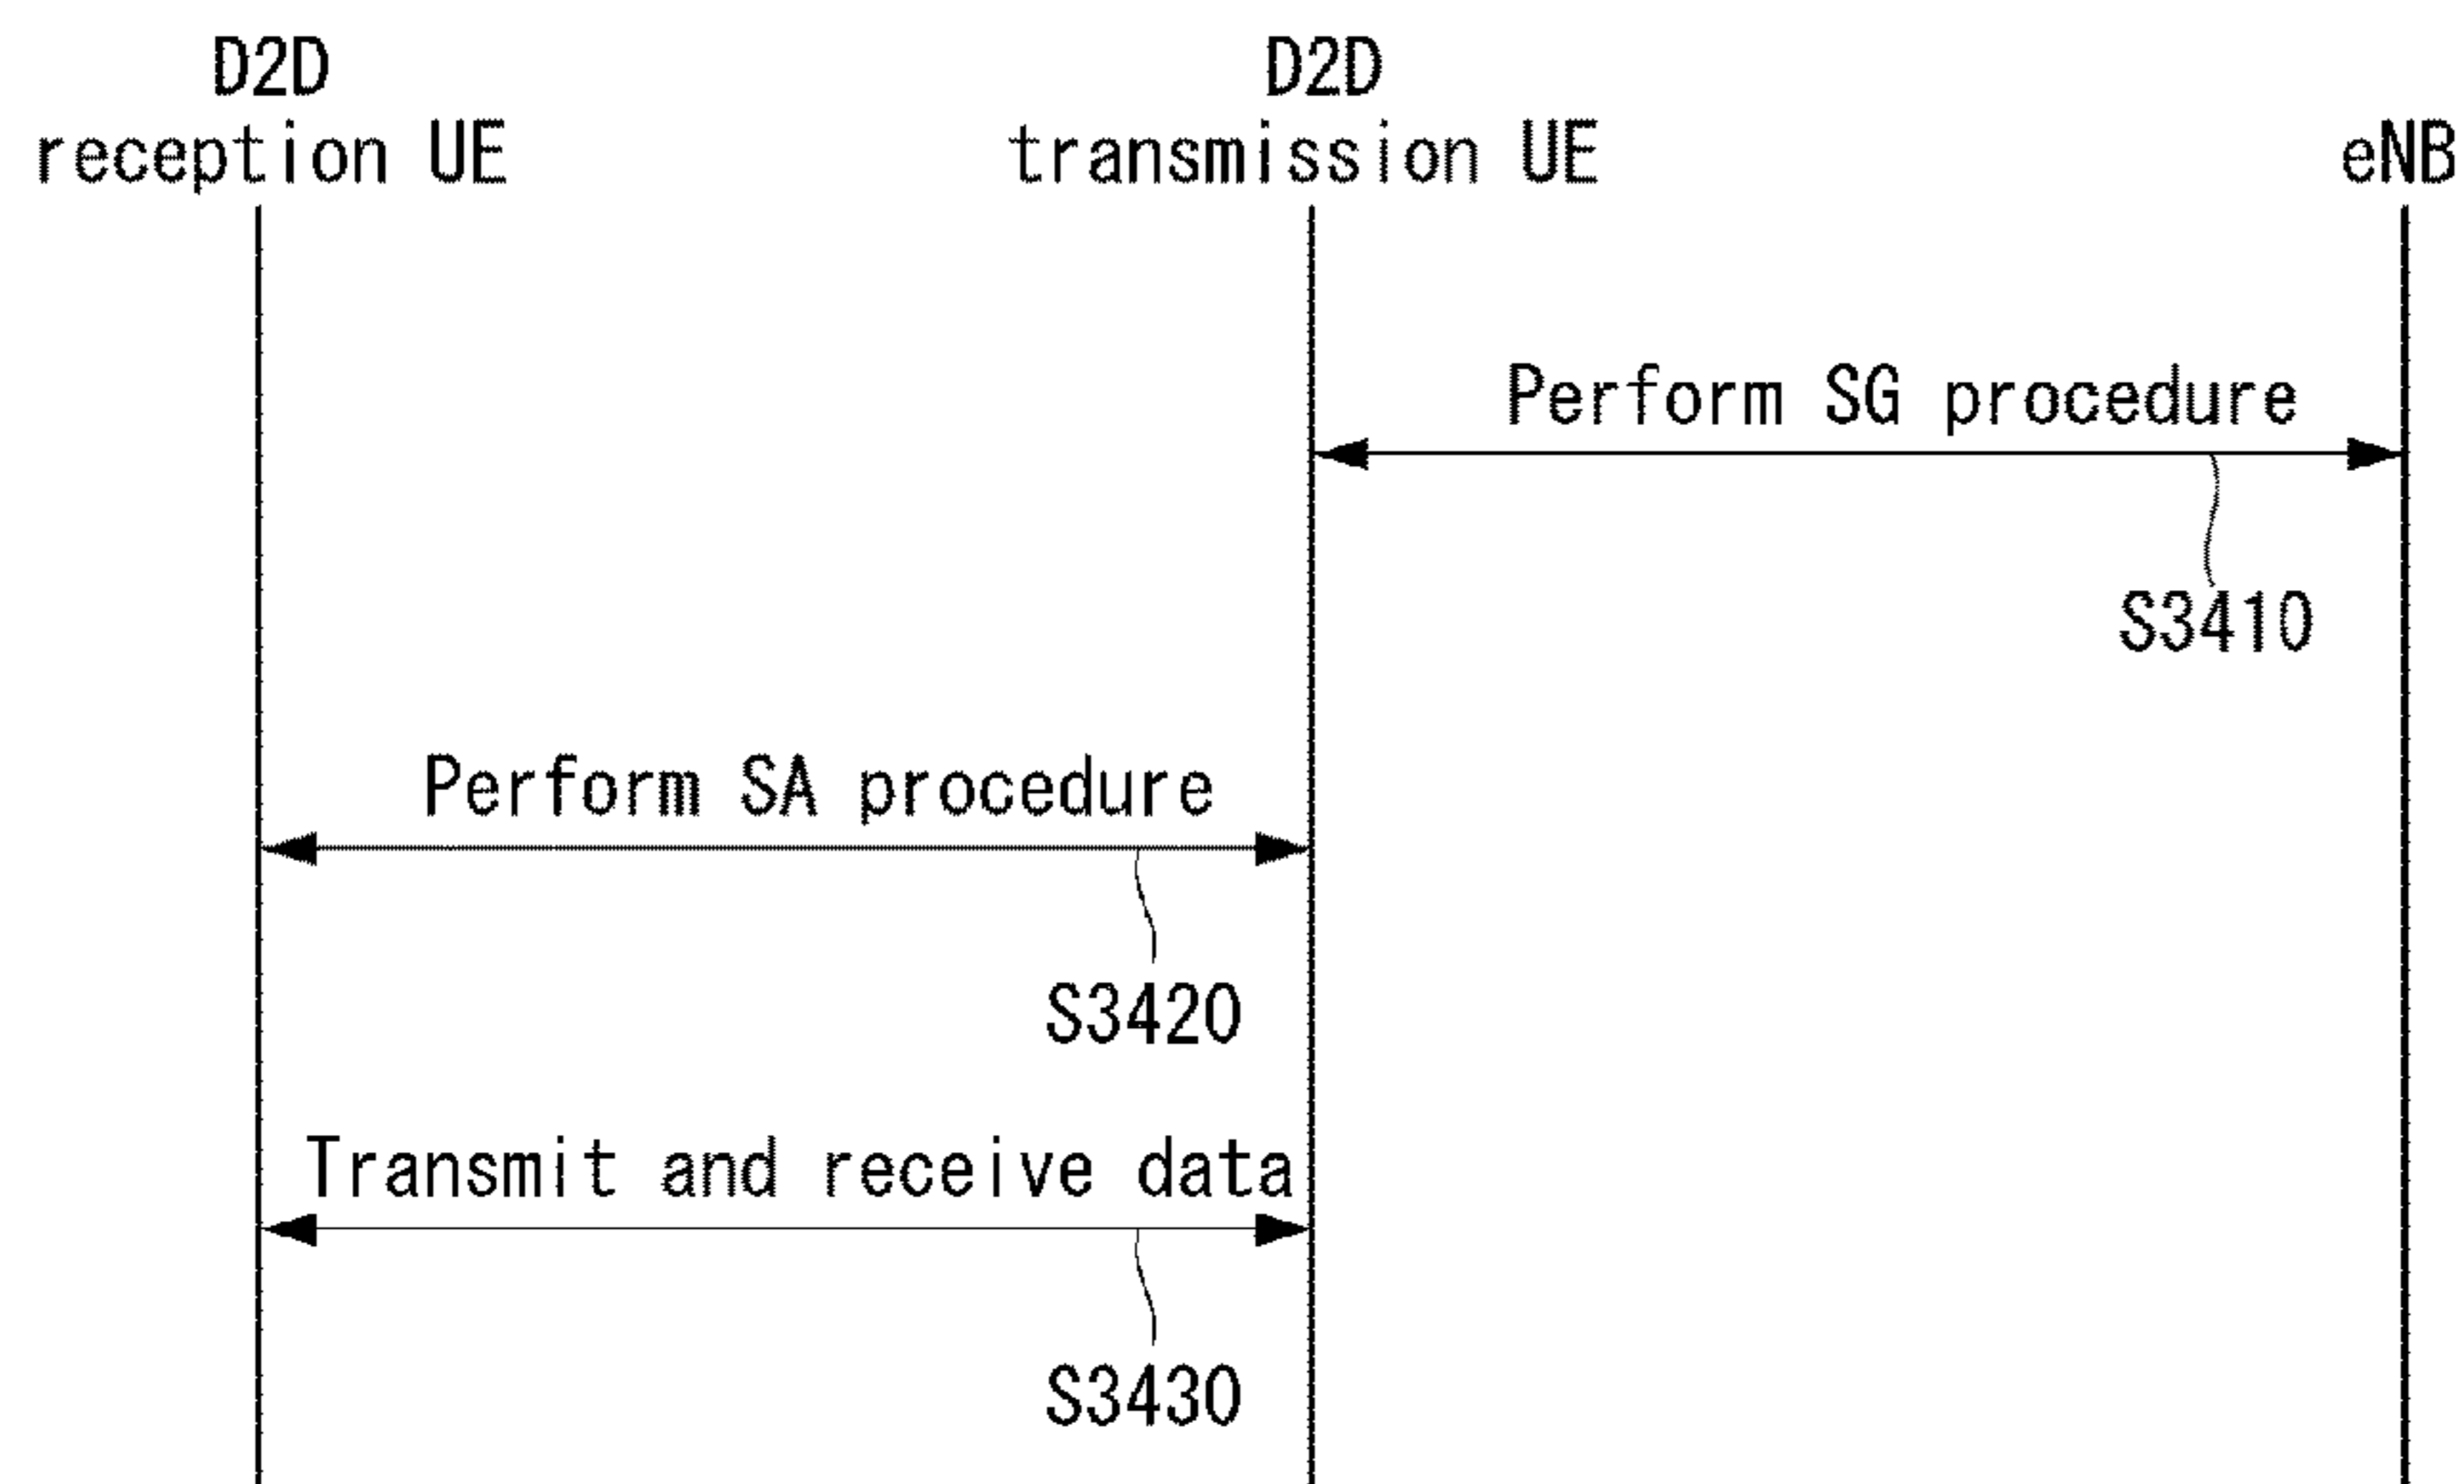 D2D
reception UE
D2D
transmission UE
eNB
Perform SG procedure
S3410
Perform SA procedure
S3420
Transmit and receive data
S3430